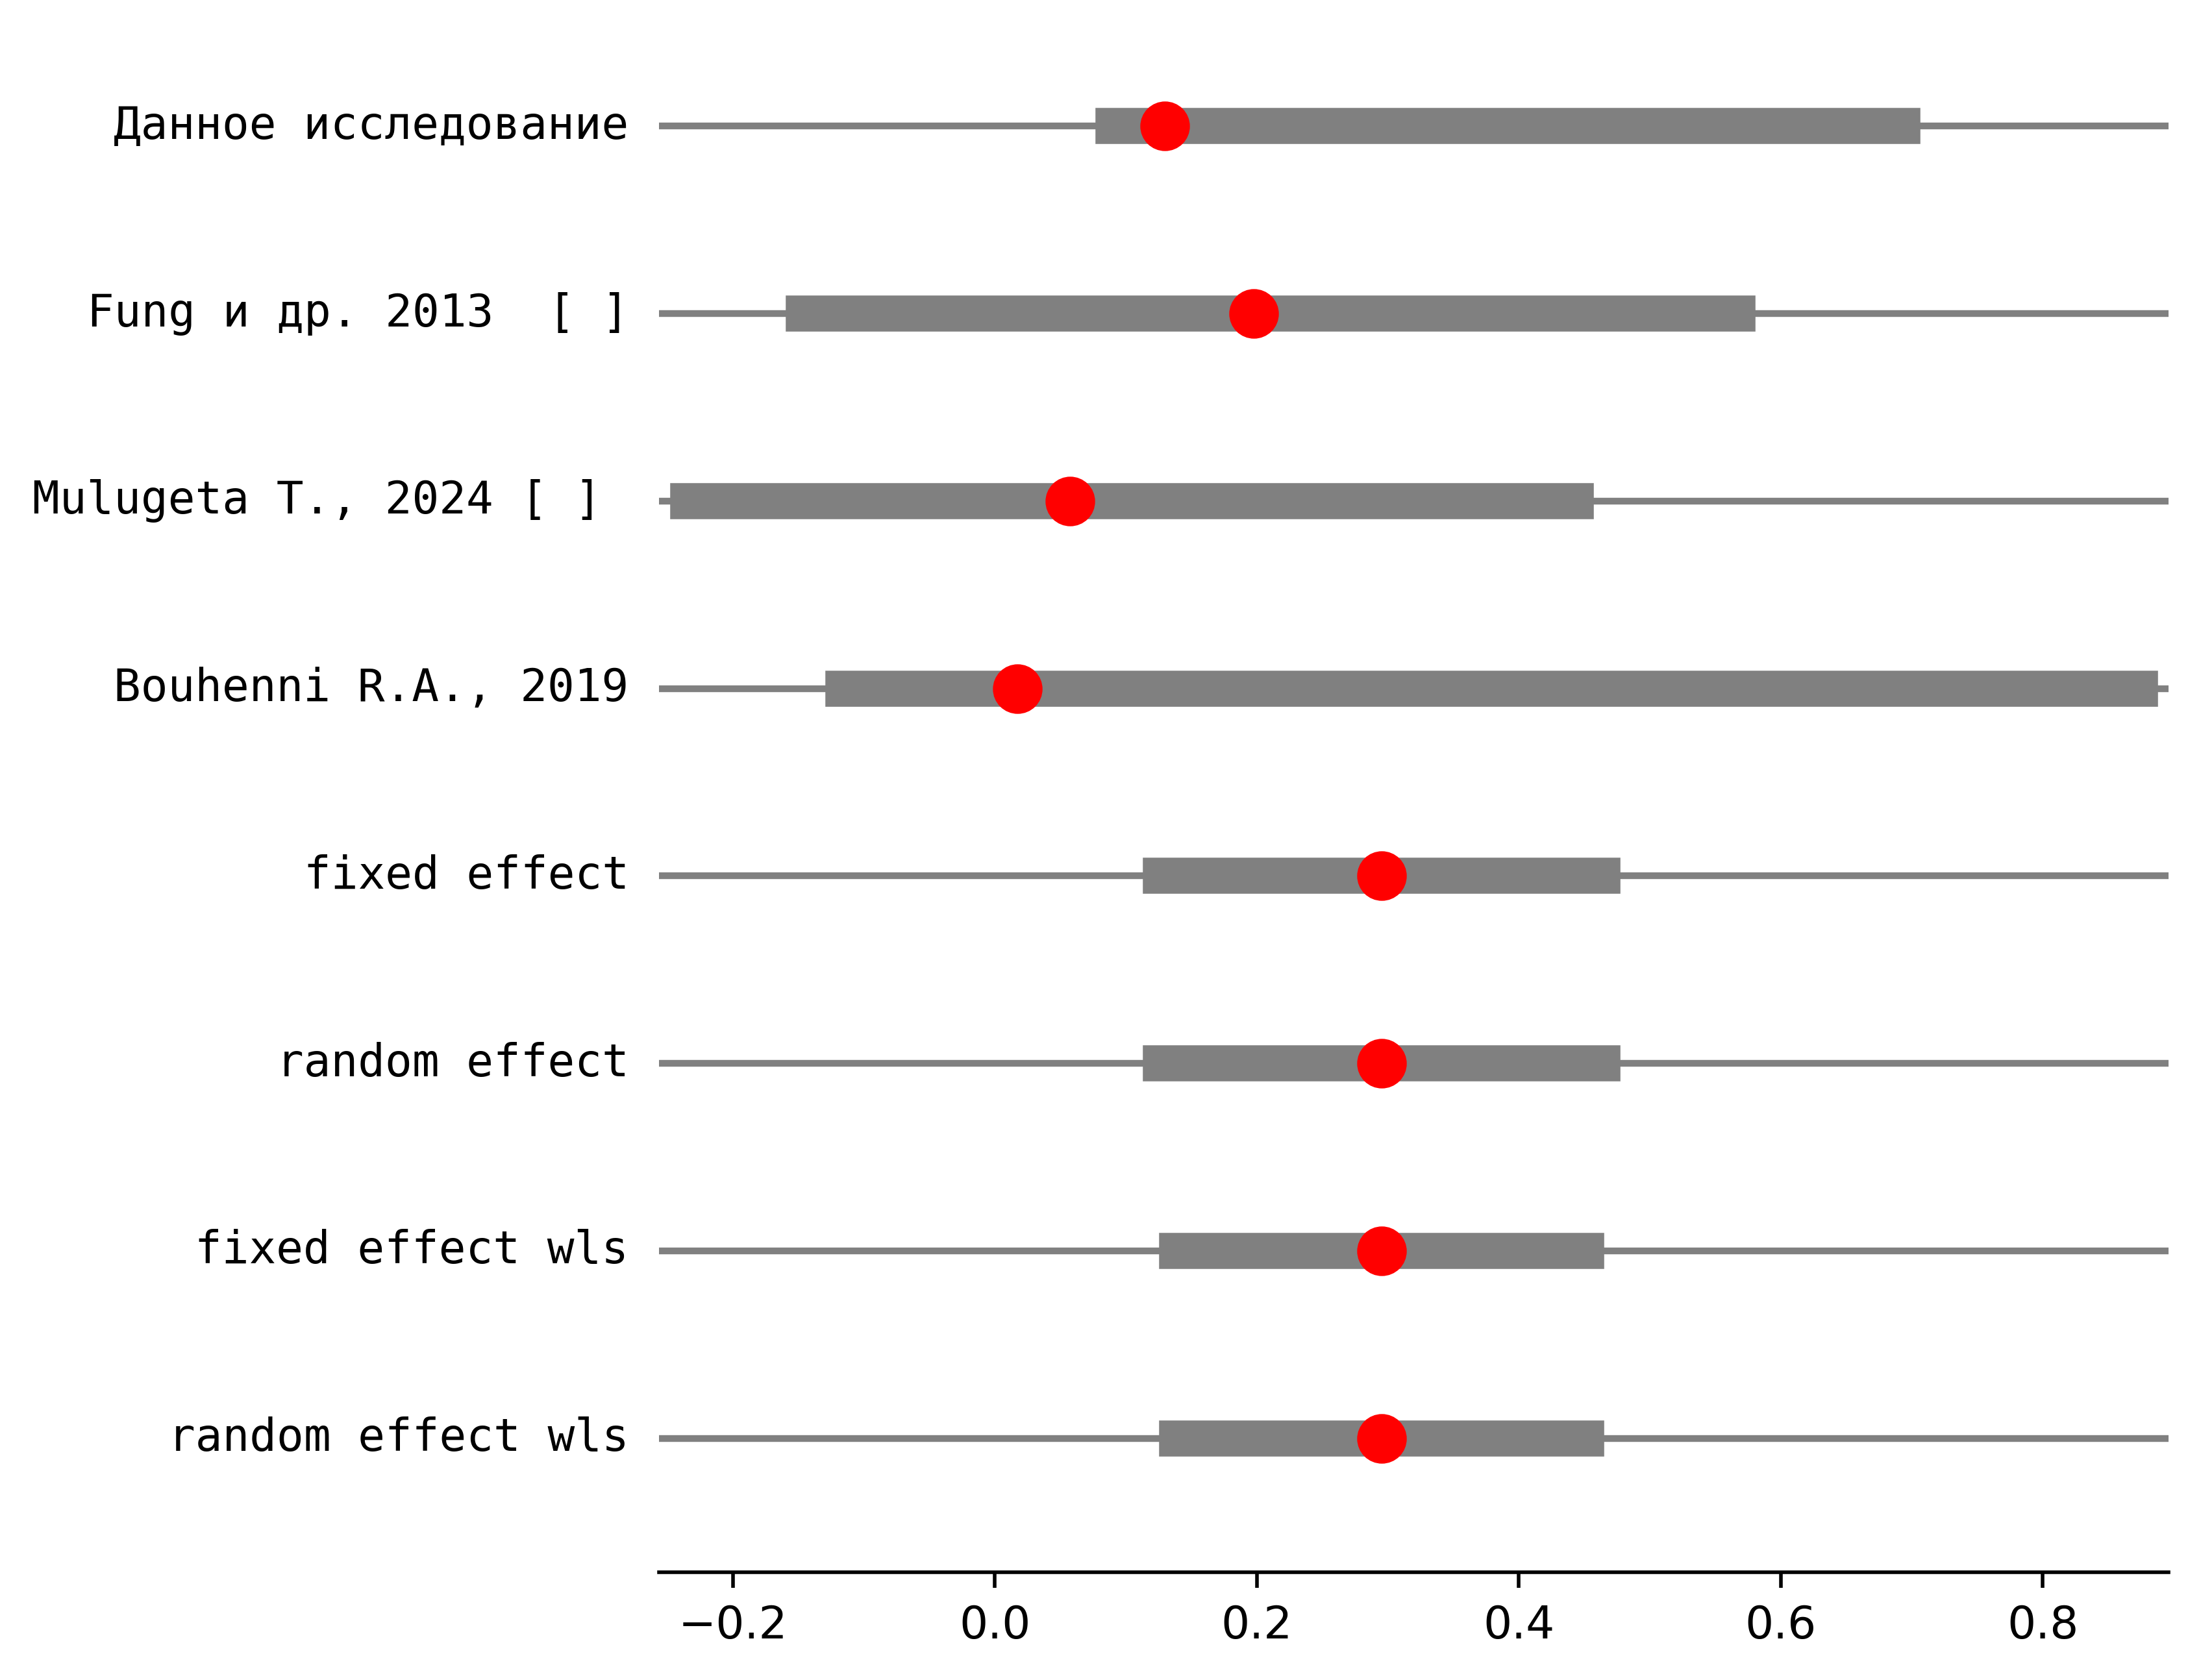 Данное исследование
Fung и др. 2013  [ ]
Mulugeta T., 2024 [ ]
Bouhenni R.A., 2019
fixed effect
random effect
fixed effect wls
random effect wls
−0.2 0.0 0.2 0.4 0.6 0.8